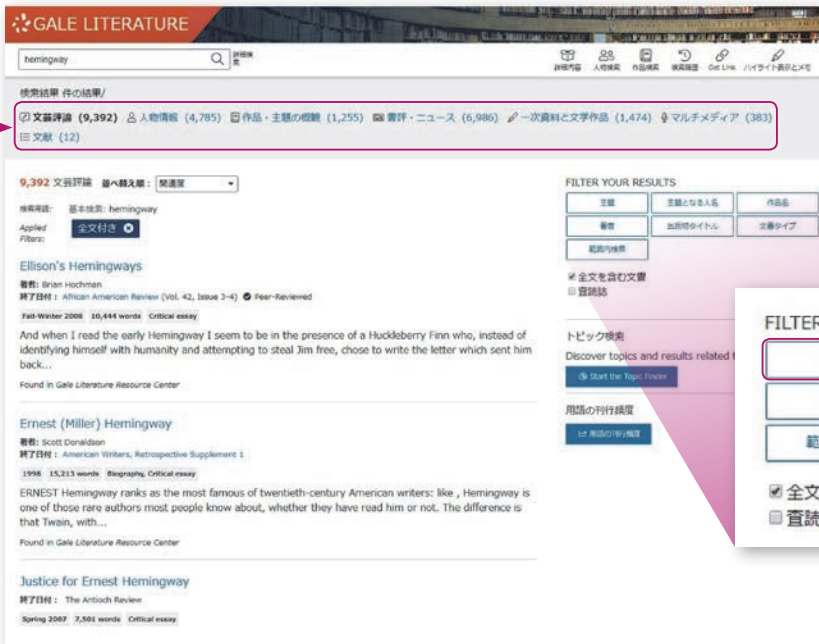 GALE LITERATURE
hemingway
詳細検索
詳細内容 人物検索 作品検索 検索履歴 Get Link ハイライト表示とメモ
検索結果 件の結果/
文芸評論 (9,392) 人物情報 (4,785) 作品・主題の概観 (1,255) 書評・ニュース (6,986) 一次資料と文学作品 (1,474) マルチメディア (383)
文献 (12)
9,392 文芸評論 並べ替え順: 関連度
検索用語: 基本検索: hemingway
Applied Filters: 全文付き
Ellison's Hemingways
著者: Brian Hochman
終了日付: African American Review (Vol. 42, Issue 3-4) Peer-Reviewed
Fall-Winter 2008 10,444 words Critical essay
And when I read the early Hemingway I seem to be in the presence of a Huckleberry Finn who, instead of
identifying himself with humanity and attempting to steal Jim free, chose to write the letter which sent him
back...
Found in Gale Literature Resource Center
Ernest (Miller) Hemingway
著者: Scott Donaldson
終了日付: American Writers, Retrospective Supplement 1
1998 15,213 words Biography, Critical essay
ERNEST Hemingway ranks as the most famous of twentieth-century American writers: like , Hemingway is
one of those rare authors most people know about, whether they have read him or not. The difference is
that Twain, with...
Found in Gale Literature Resource Center
Justice for Ernest Hemingway
終了日付: The Antioch Review
Spring 2007 7,501 words Critical essay
FILTER YOUR RESULTS
主題 主題となる人名 作品名
著者 出版物タイトル 文書タイプ
範囲内検索
全文を含む文書
査読誌
トピック検索
Discover topics and results related
Start the Topic Finder
用語の刊行頻度
用語の刊行頻度
FILTER
範
全文
査読